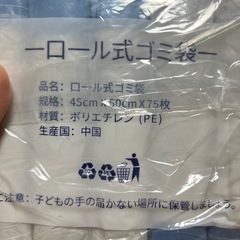 ーロール式ゴミ袋ー
品名：ロール式ゴミ袋
规格：45cm×50cm×75枚
材質：ポリエチレン (PE)
生産国：中国
ご注意：子どもの手の届かない場所に保管しましょう。